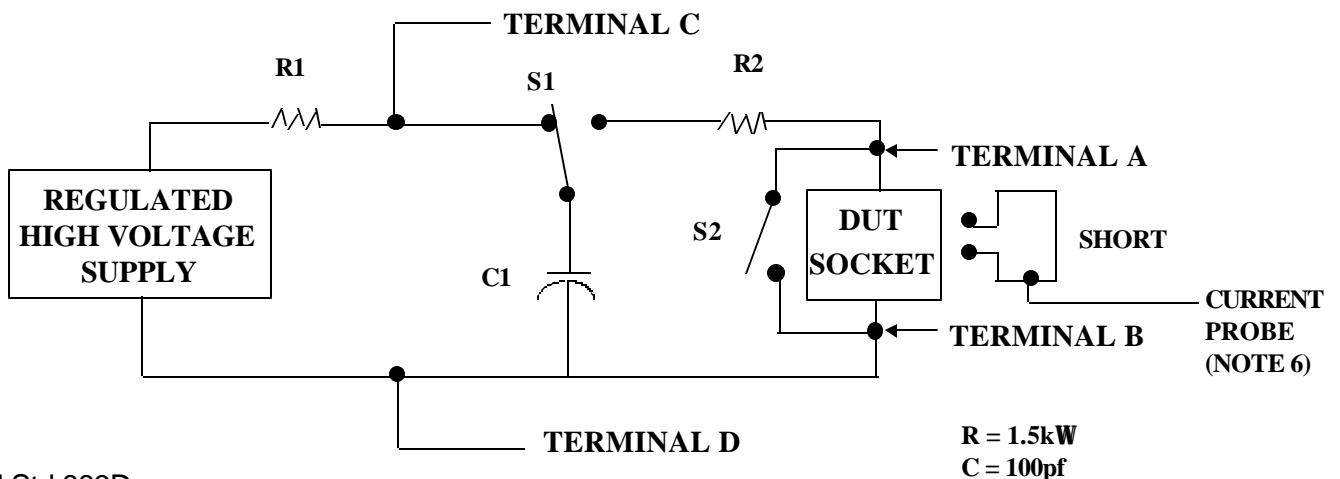 TERMINAL C
R1
S1
R2
TERMINAL A
REGULATED
HIGH VOLTAGE
SUPPLY
S2
DUT
SOCKET
SHORT
C1
CURRENT
PROBE
(NOTE 6)
TERMINAL B
TERMINAL D
R = 1.5kW
C = 100pf